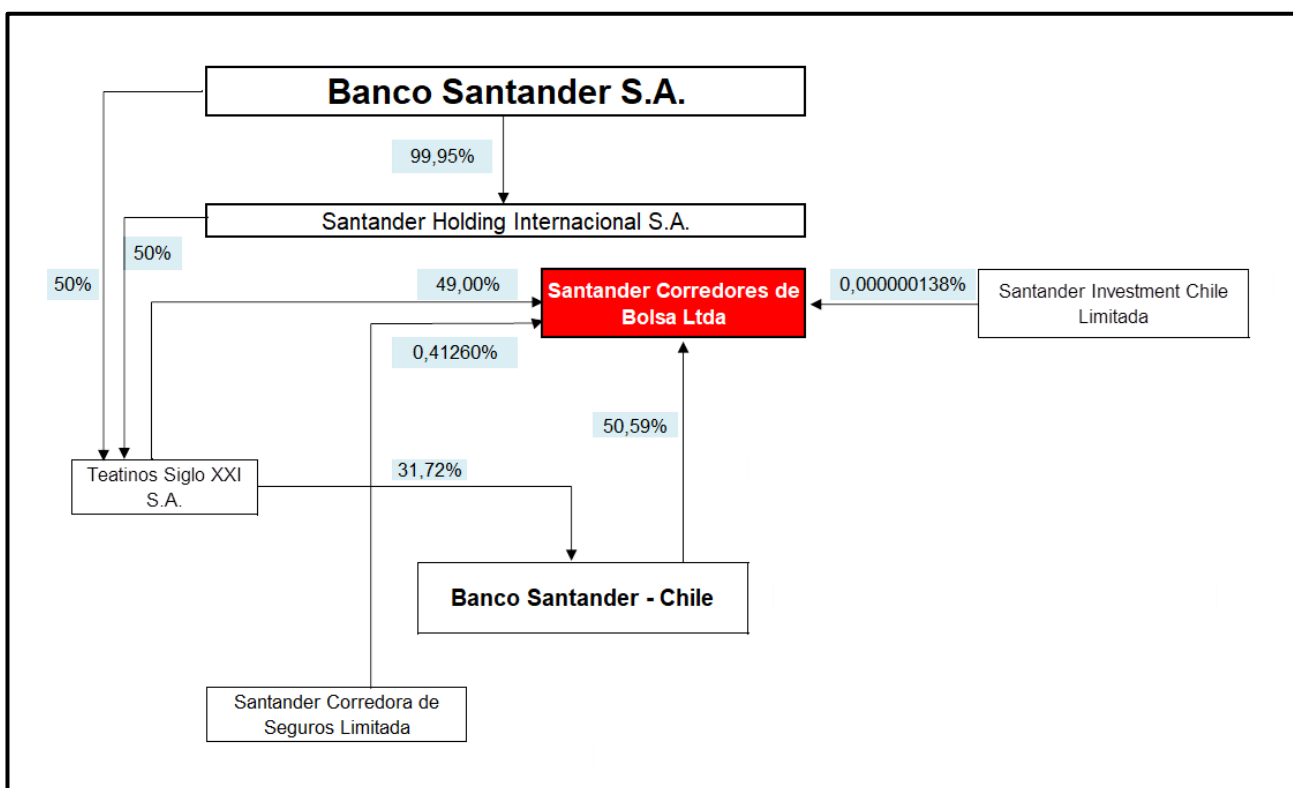 Banco Santander S.A.
99,95%
Santander Holding Internacional S.A.
50%
50%
49,00%
Santander Corredores de
Bolsa Ltda
0,000000138%
Santander Investment Chile
Limitada
0,41260%
50,59%
Teatinos Siglo XXI
S.A.
31,72%
Banco Santander - Chile
Santander Corredora de
Seguros Limitada